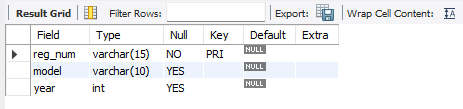 Result Grid Filter Rows: Export: Wrap Cell Content: IA
Field Type Null Key Default Extra
reg_num varchar(15) NO PRI NULL
model varchar(10) YES NULL
year int YES NULL